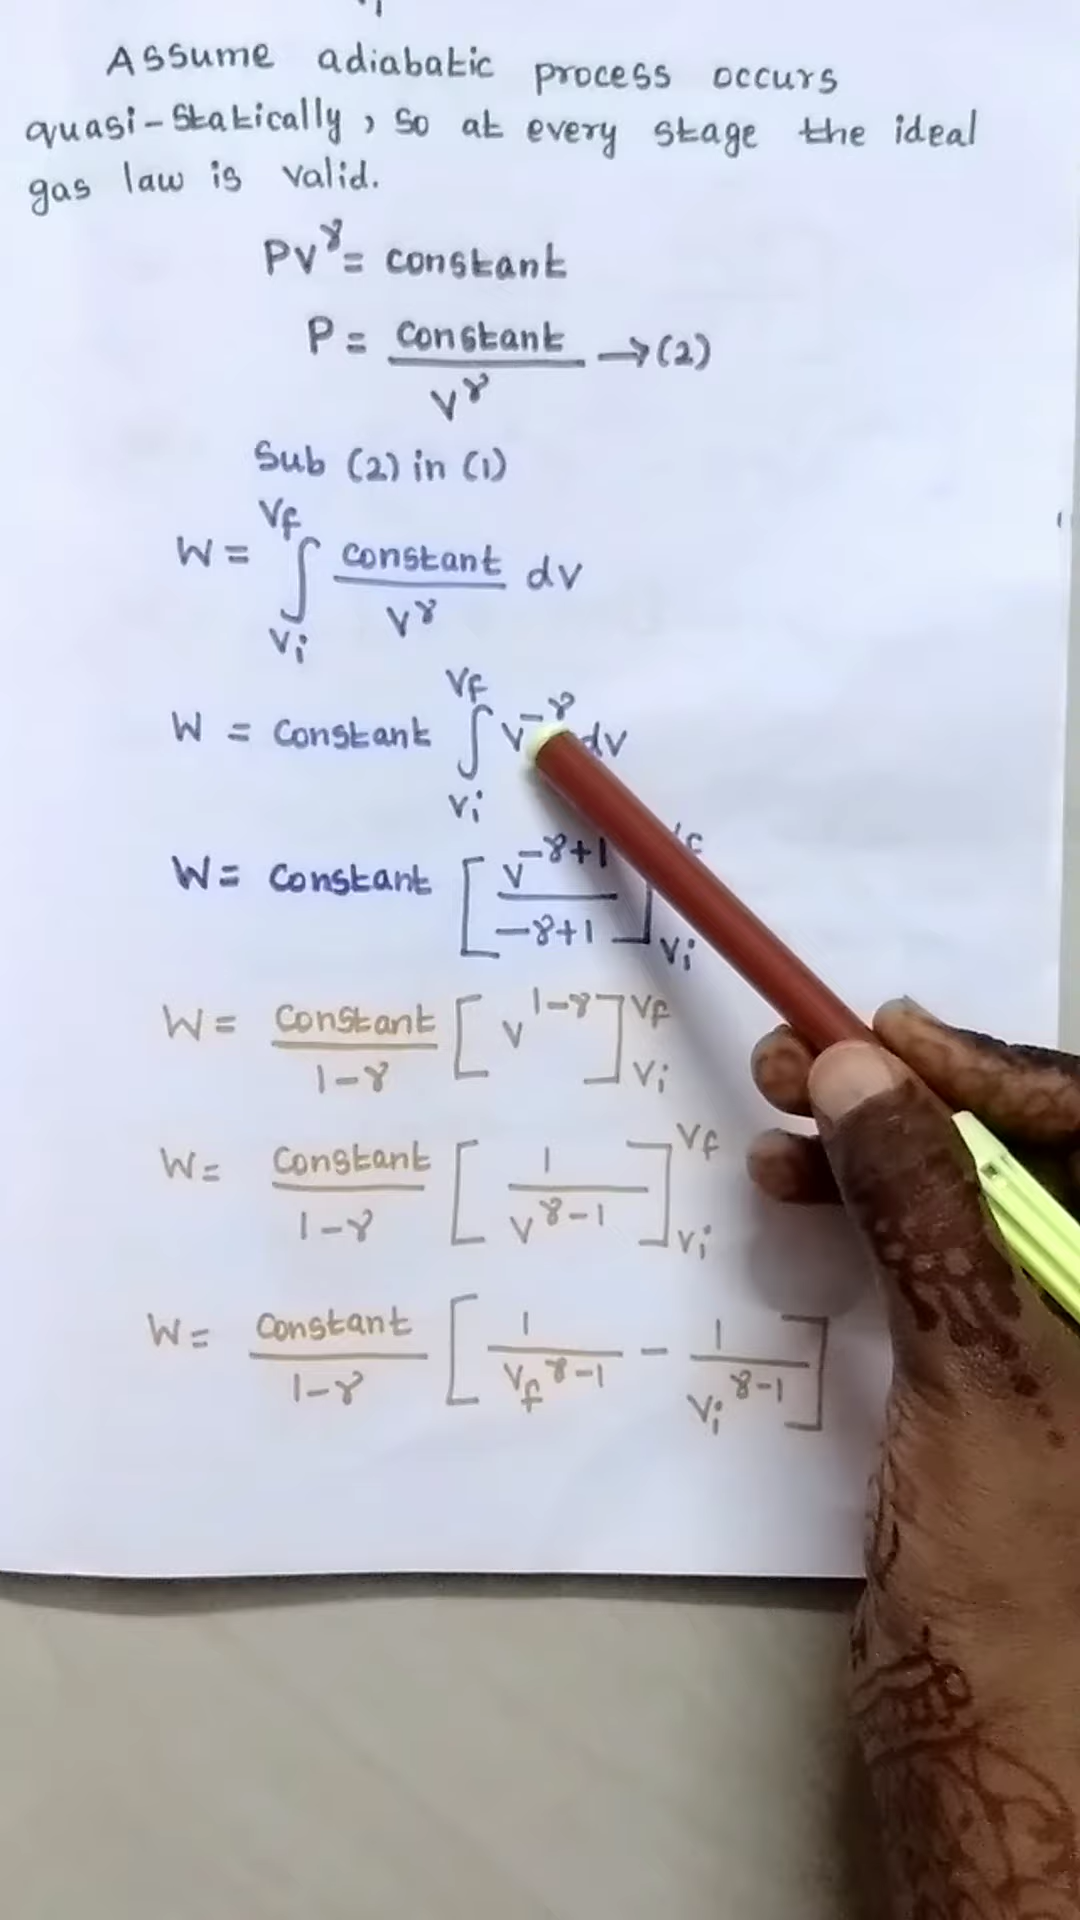 Assume adiabatic process occurs
quasi-statically, so at every stage the ideal
gas law is valid.
PV^γ = constant
P = constant / V^γ → (2)
Sub (2) in (1)
W = ∫_{Vi}^{Vf} constant / V^γ dV
W = constant ∫_{Vi}^{Vf} V^{-γ} dV
W = constant [V^{-γ+1} / -γ+1]_{Vi}
W = constant / 1-γ [V^{1-γ}]_{Vi}^{Vf}
W = constant / 1-γ [1 / V^{γ-1}]_{Vi}^{Vf}
W = constant / 1-γ [1 / Vf^{γ-1} - 1 / Vi^{γ-1}]